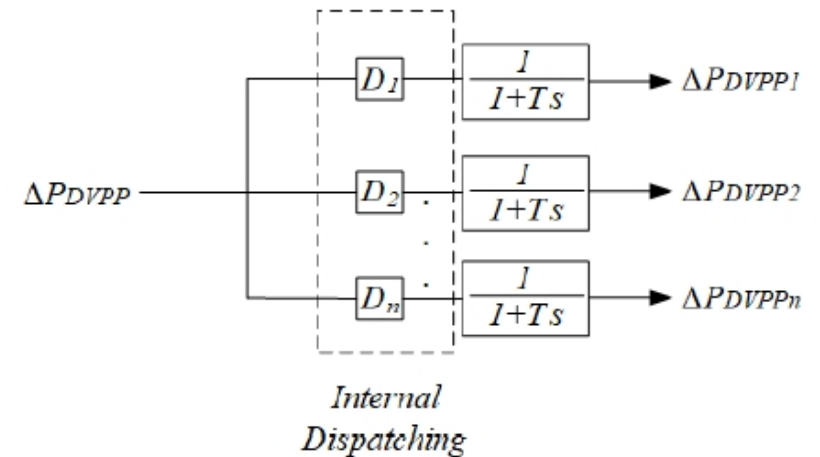 1
D1
1+Ts
ΔPDVPP1
1
ΔPDVPP
D2
1+Ts
ΔPDVPP2
1
Dn
1+Ts
ΔPDVPPn
Internal
Dispatching